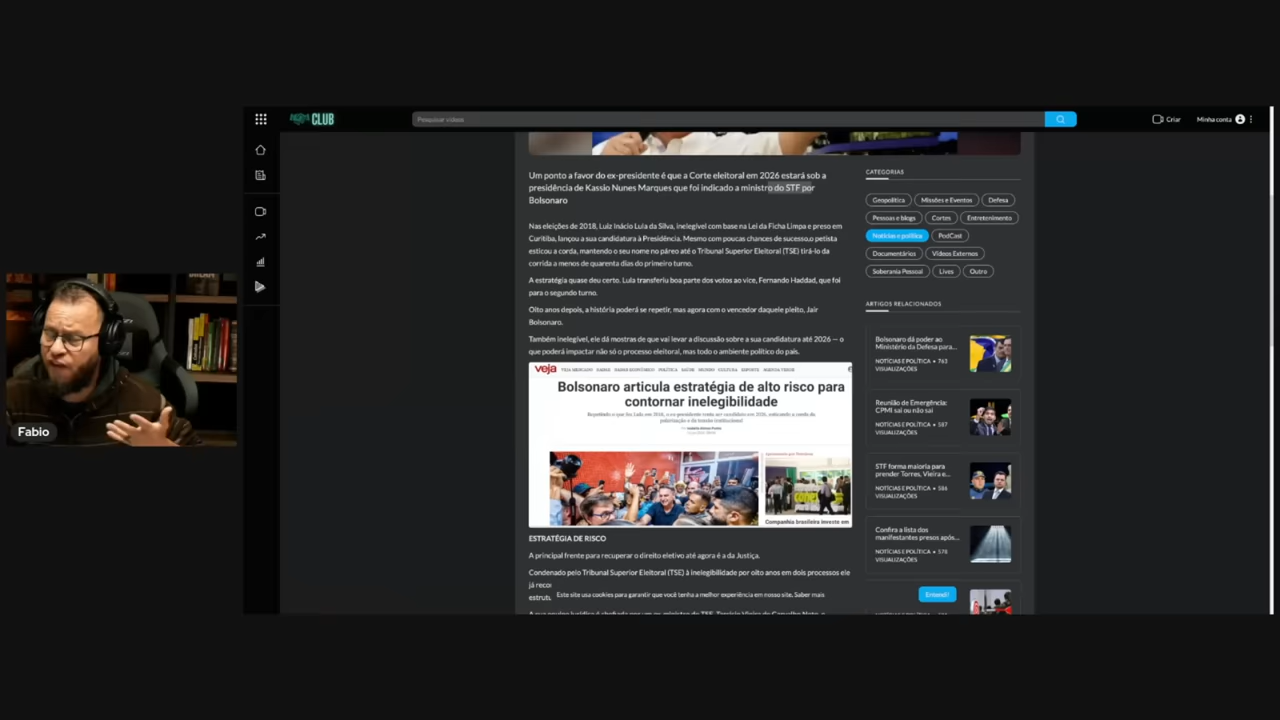 CLUB
Pesquisar vídeos
Criar
Minha conta
Um ponto a favor do ex-presidente é que a Corte eleitoral em 2026 estará sob a
presidência de Kassio Nunes Marques que foi indicado a ministro do STF por
Bolsonaro
Nas eleições de 2018, Luiz Inácio Lula da Silva, inelegível com base na Lei da Ficha Limpa e preso em
Curitiba, lançou a sua candidatura à Presidência. Mesmo com poucas chances de sucesso,o petista
esticou a corda, mantendo o seu nome no páreo até o Tribunal Superior Eleitoral (TSE) tirá-lo da
corrida a menos de quarenta dias do primeiro turno.
A estratégia quase deu certo. Lula transferiu boa parte dos votos ao vice, Fernando Haddad, que foi
para o segundo turno.
Oito anos depois, a história poderá se repetir, mas agora com o vencedor daquele pleito, Jair
Bolsonaro.
Também inelegível, ele dá mostras de que vai levar a discussão sobre a sua candidatura até 2026 — o
que poderá impactar não só o processo eleitoral, mas todo o ambiente político do país.
veja
Bolsonaro articula estratégia de alto risco para
contornar inelegibilidade
Companhia brasileira investe em
ESTRATÉGIA DE RISCO
A principal frente para recuperar o direito eletivo até agora é a da Justiça.
Condenado pelo Tribunal Superior Eleitoral (TSE) à inelegibilidade por oito anos em dois processos ele
já reco
estrut
Este site usa cookies para garantir que você tenha a melhor experiência em nosso site. Saber mais
Entendi!
CATEGORIAS
Geopolítica
Missões e Eventos
Defesa
Pessoas e blogs
Cortes
Entretenimento
Notícias e política
PodCast
Documentários
Vídeos Externos
Soberania Pessoal
Lives
Outro
ARTIGOS RELACIONADOS
Bolsonaro dá poder ao
Ministério da Defesa para...
NOTÍCIAS E POLÍTICA • 763
VISUALIZAÇÕES
Reunião de Emergência:
CPMI sai ou não sai
NOTÍCIAS E POLÍTICA • 587
VISUALIZAÇÕES
STF forma maioria para
prender Torres, Vieira e...
NOTÍCIAS E POLÍTICA • 586
VISUALIZAÇÕES
Confira a lista dos
manifestantes presos após...
NOTÍCIAS E POLÍTICA • 570
VISUALIZAÇÕES
Fabio